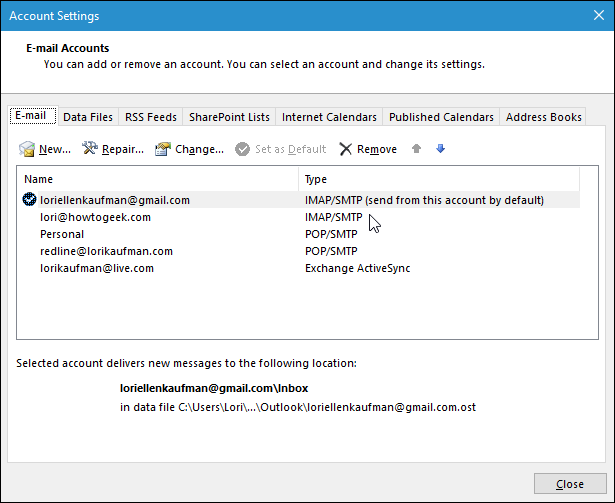 Account Settings
E-mail Accounts
You can add or remove an account. You can select an account and change its settings.
E-mail Data Files RSS Feeds SharePoint Lists Internet Calendars Published Calendars Address Books
New... Repair... Change... Set as Default Remove
Name Type
loriellenkaufman@gmail.com IMAP/SMTP (send from this account by default)
lori@howtogeek.com IMAP/SMTP
Personal POP/SMTP
redline@lorikaufman.com POP/SMTP
lorikaufman@live.com Exchange ActiveSync
Selected account delivers new messages to the following location:
loriellenkaufman@gmail.com\Inbox
in data file C:\Users\Lori\...\Outlook\loriellenkaufman@gmail.com.ost
Close